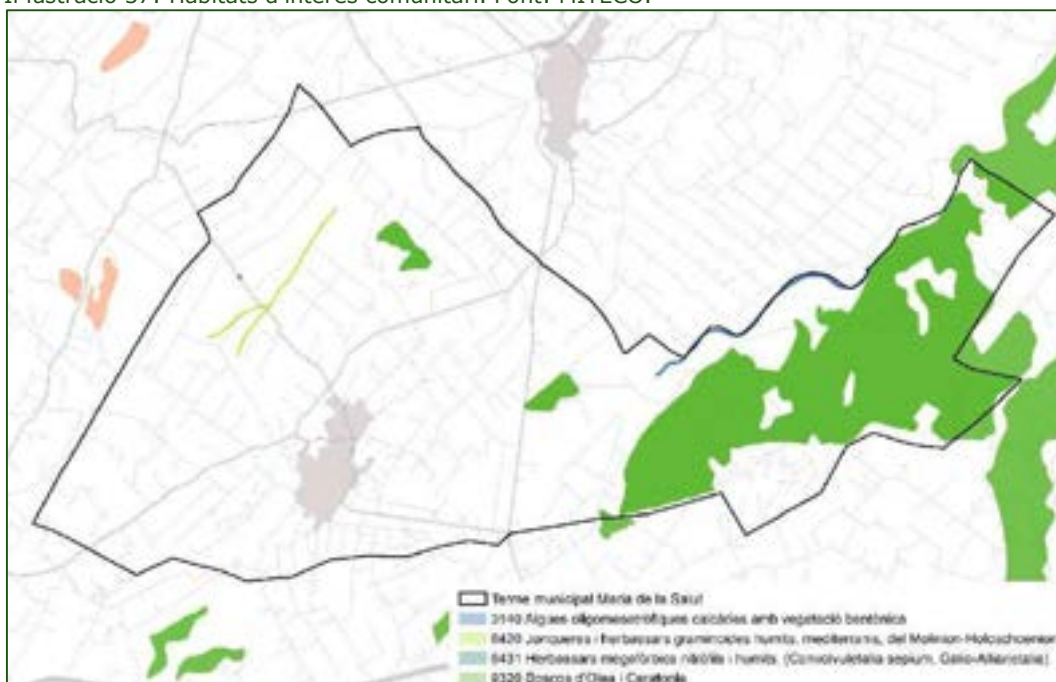 Il·lustració 37. Hàbitats d'interès comunitari. Font: MITECO.
Terme municipal Maria de la Salut
3140 Aigües oligomesotròfiques calcàries amb vegetació bentònica
6420 Jonqueres i herbassars graminoides humits, mediterranis, del Molinion-Holoschoenion
6431 Herbassars megafòrbics nitròfils i humits, (Convolvuletalia sepium, Galio-Alliarietalia)
9320 Boscos d'Olea i Ceratonia